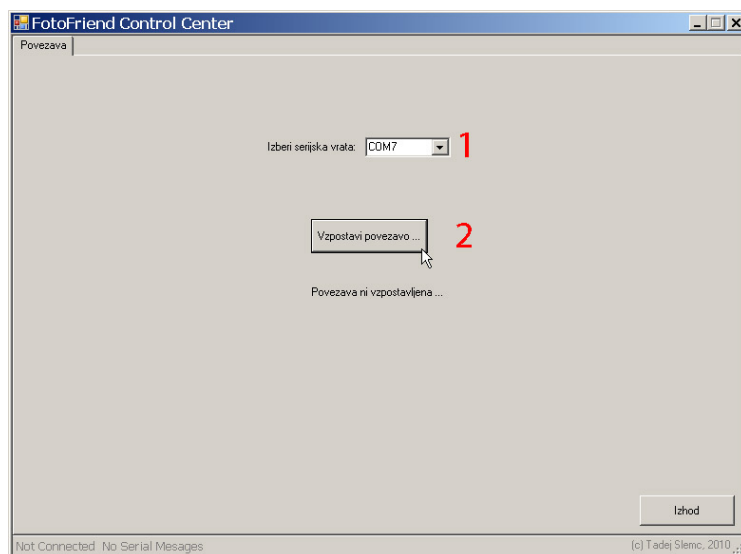 FotoFriend Control Center
Povezava
Izberi serijska vrata: COM7 1
Vzpostavi povezavo ... 2
Povezava ni vzpostavljena ...
Izhod
Not Connected No Serial Mesages (c) Tadej Slemc, 2010